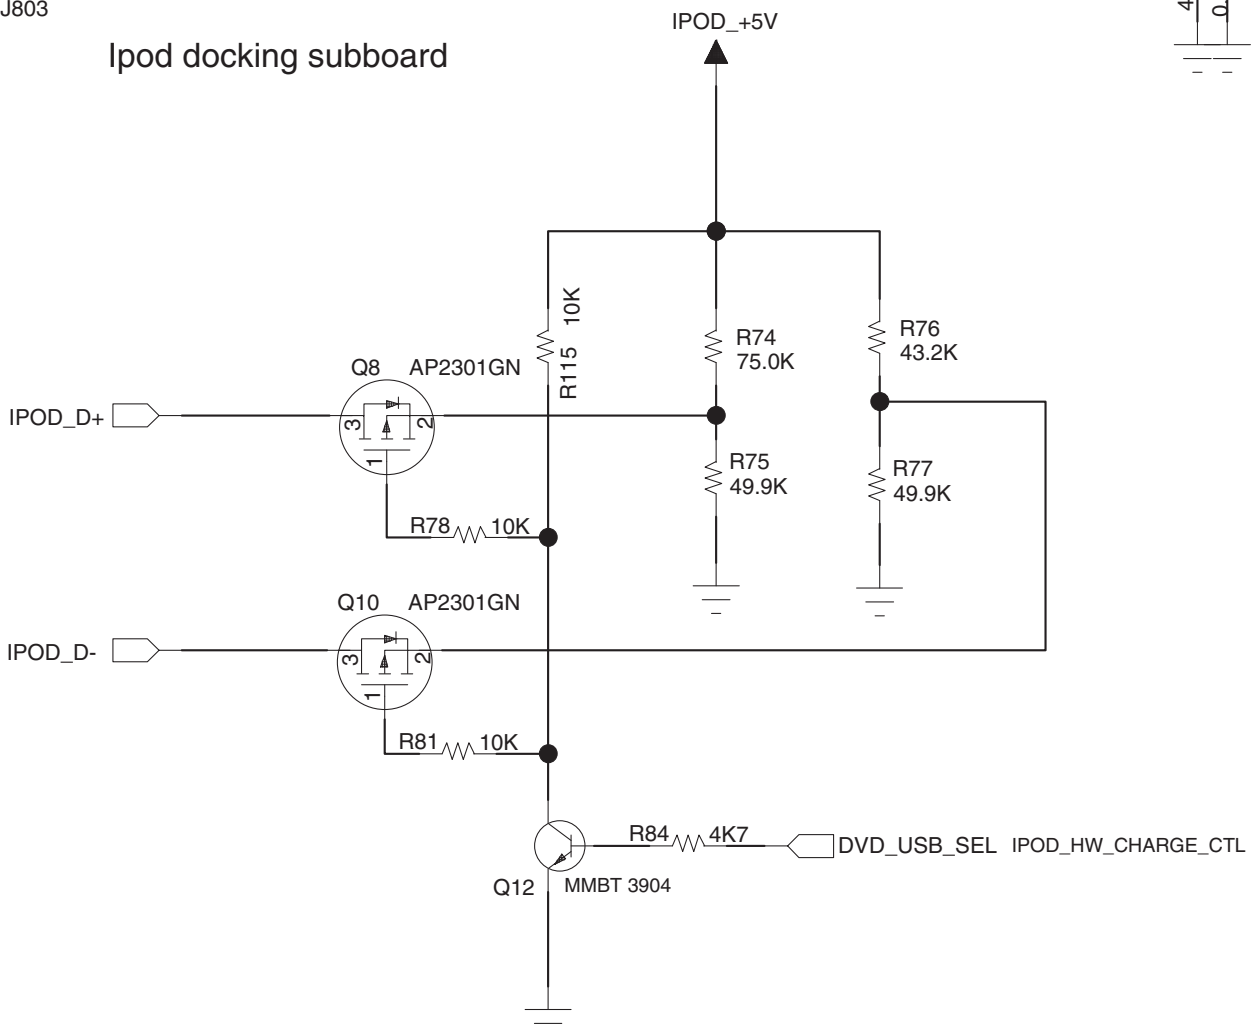 J803
IPOD_+5V
4
0.
Ipod docking subboard
10K
R115
R74
75.0K
R76
43.2K
Q8 AP2301GN
IPOD_D+
3
2
1
R75
49.9K
R77
49.9K
R78 10K
Q10 AP2301GN
IPOD_D-
3
2
1
R81 10K
R84 4K7
DVD_USB_SEL IPOD_HW_CHARGE_CTL
Q12 MMBT 3904